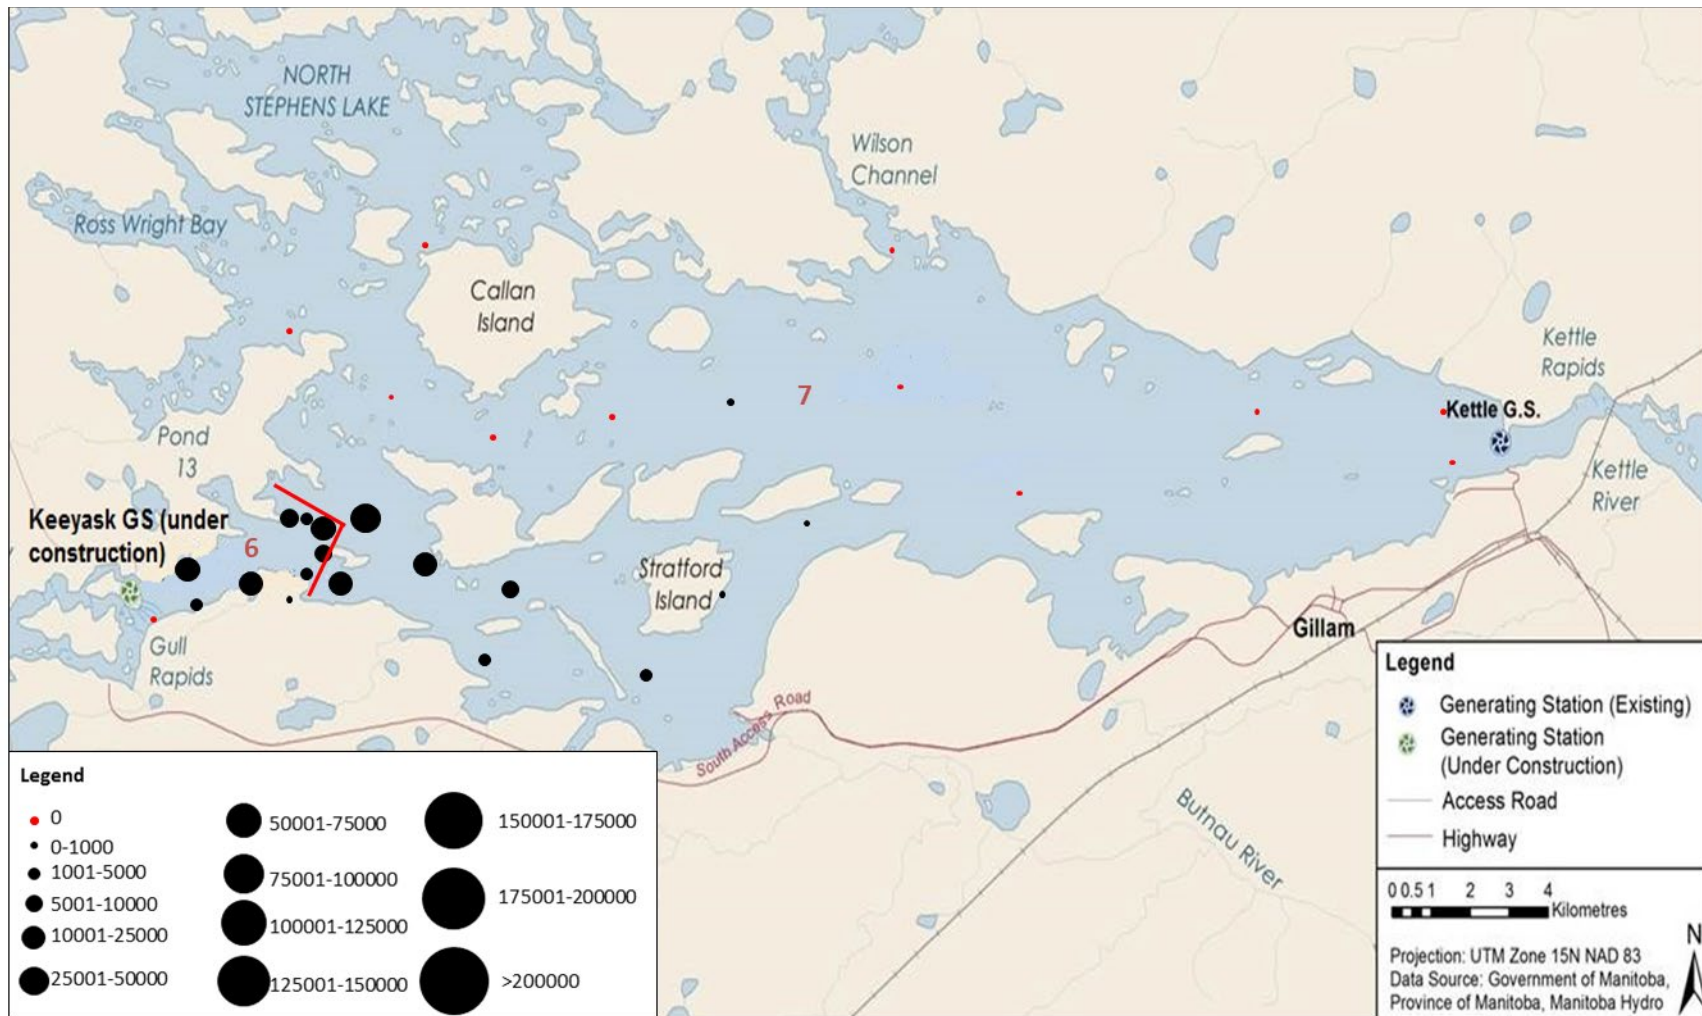 NORTH
STEPHENS LAKE
Wilson
Channel
Ross Wright Bay
Callan
Island
Kettle
Rapids
7
Kettle G.S.
Pond
13
Kettle
River
Keeyask GS (under
construction)
6
Stratford
Island
Gillam
Gull
Rapids
South Access Road
Butnau River
Legend
Generating Station (Existing)
Generating Station
(Under Construction)
Access Road
Highway
0 0.5 1 2 3 4
Kilometres
N
Projection: UTM Zone 15N NAD 83
Data Source: Government of Manitoba,
Province of Manitoba, Manitoba Hydro
Legend
0
0-1000
1001-5000
5001-10000
10001-25000
25001-50000
50001-75000
75001-100000
100001-125000
125001-150000
150001-175000
175001-200000
>200000